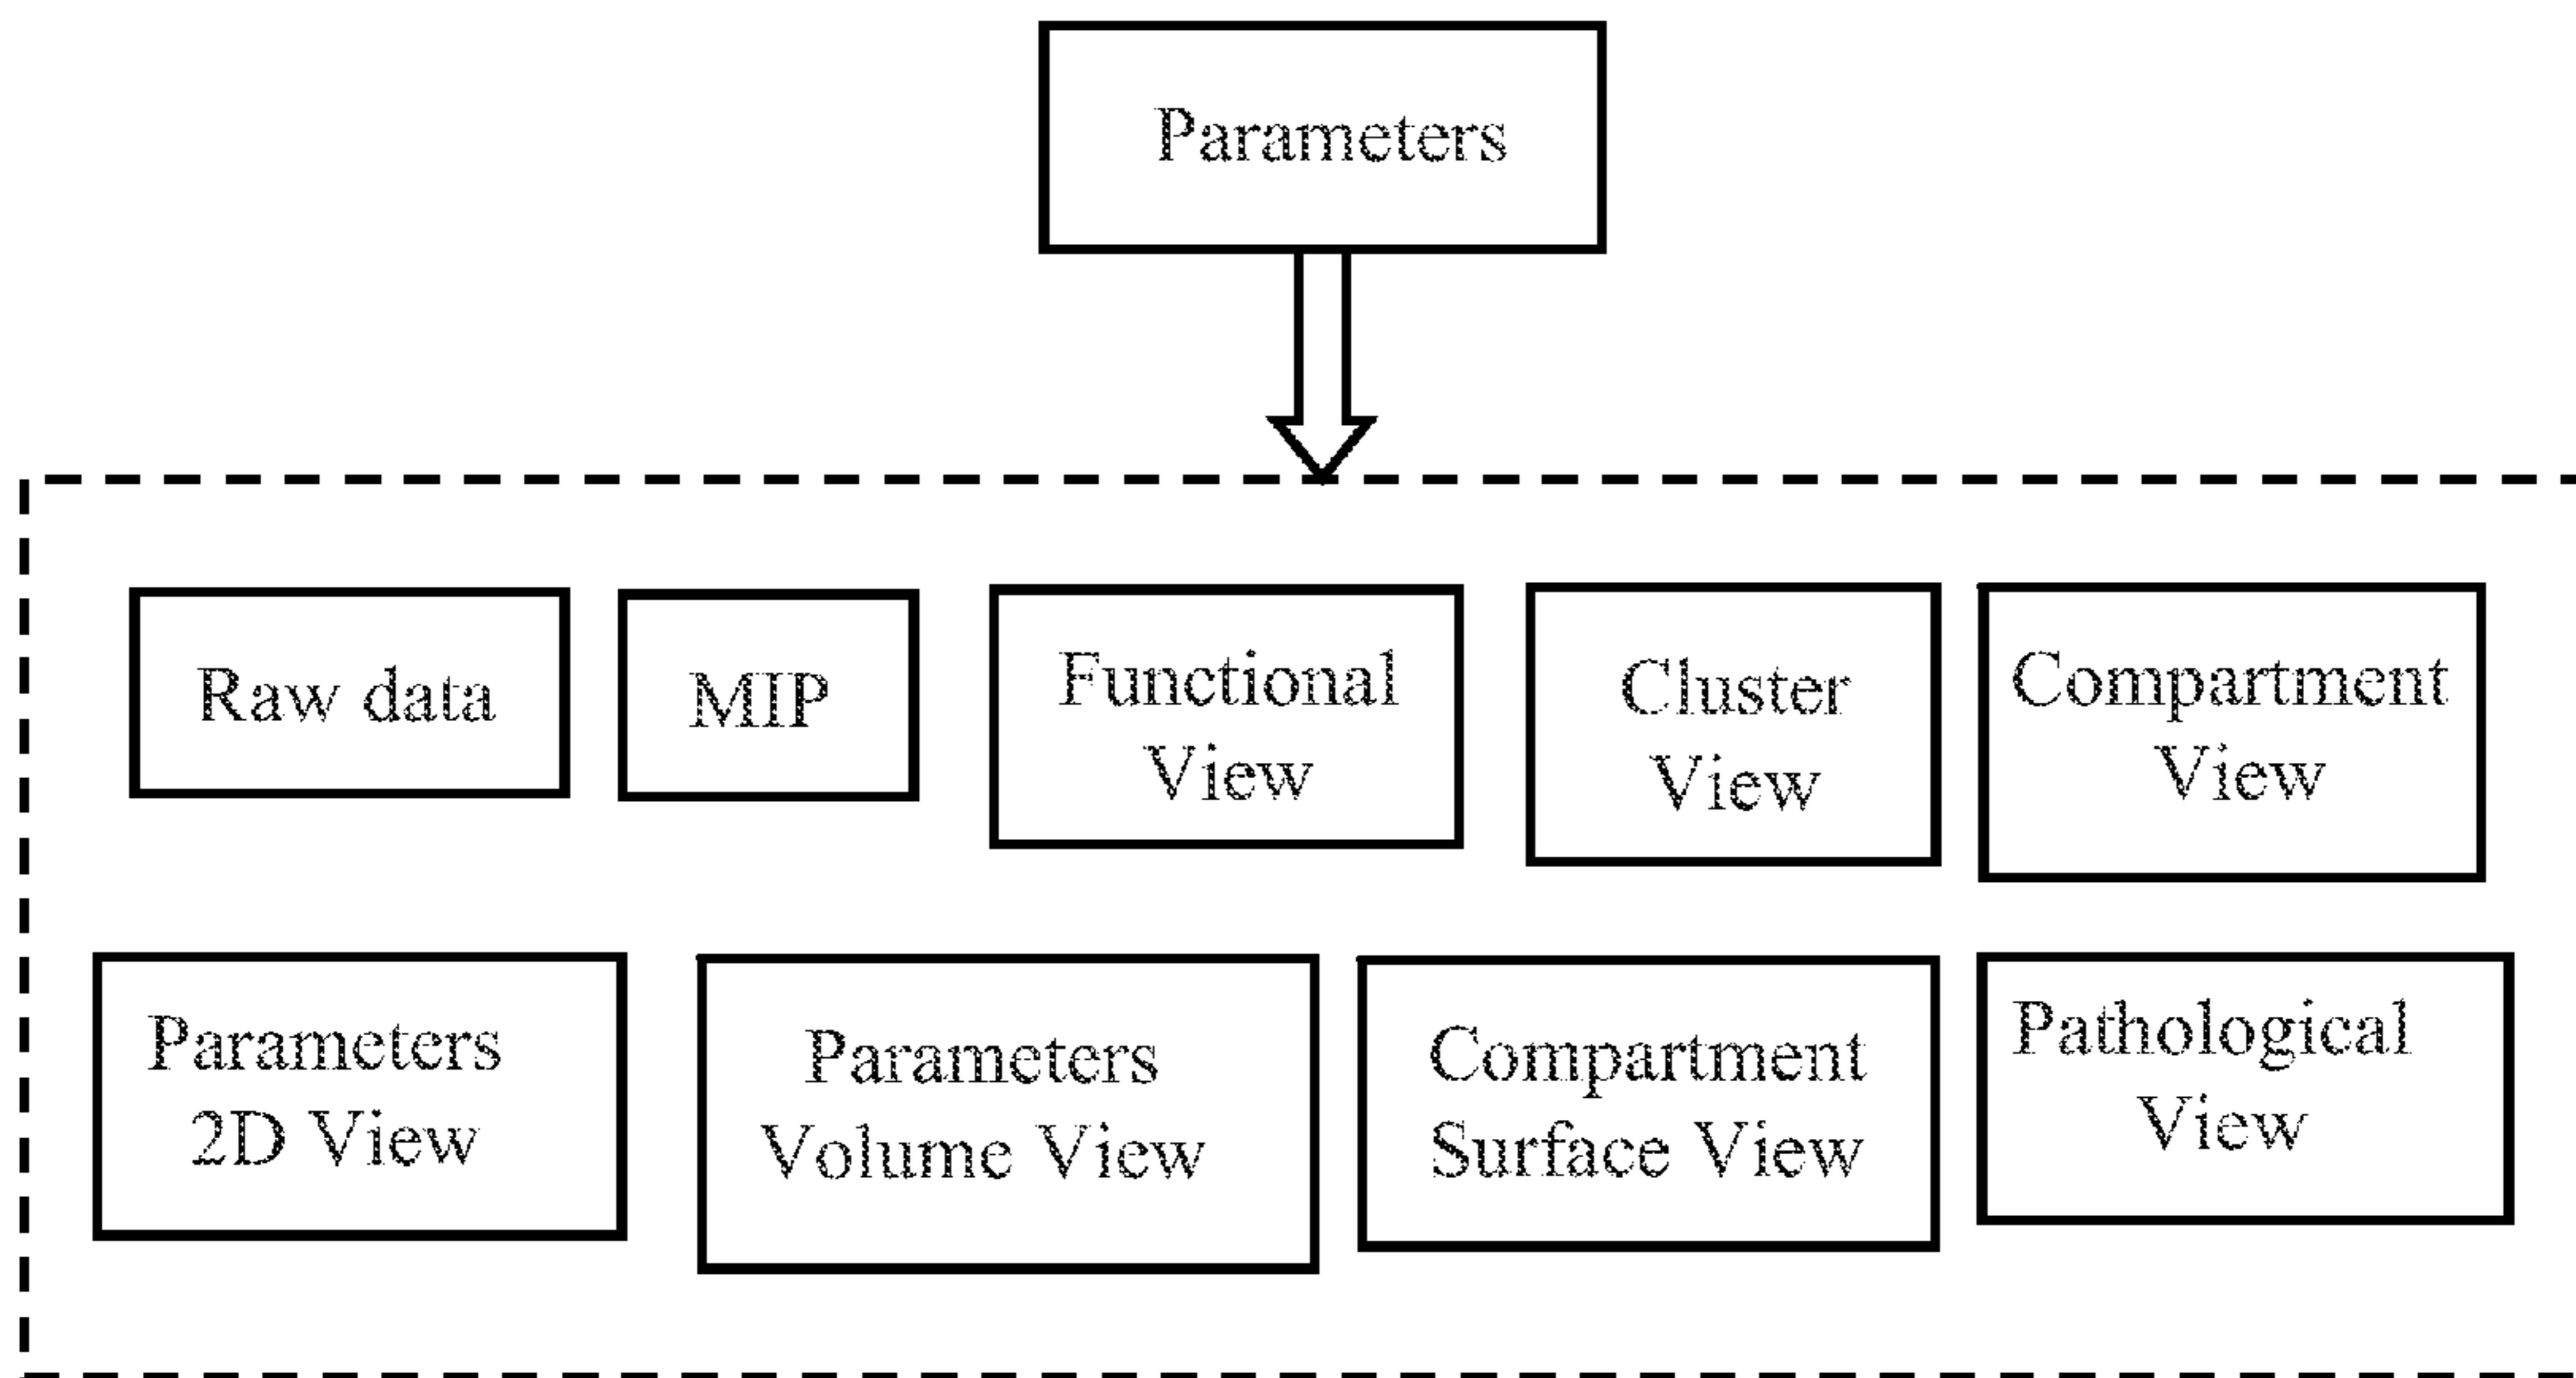 Parameters
Raw data
MIP
Functional
View
Cluster
View
Compartment
View
Parameters
2D View
Parameters
Volume View
Compartment
Surface View
Pathological
View